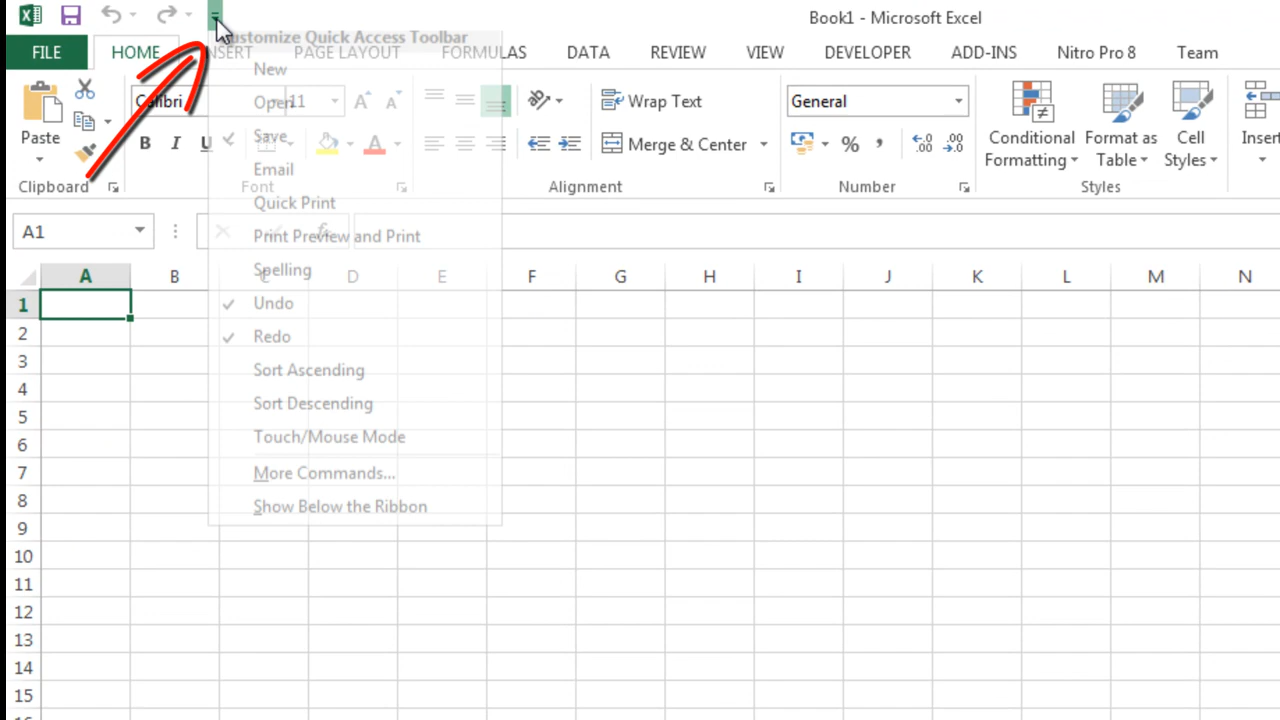 Book1 - Microsoft Excel
Customize Quick Access Toolbar
FILE HOME INSERT PAGE LAYOUT FORMULAS DATA REVIEW VIEW DEVELOPER ADD-INS Nitro Pro 8 Team
New
Calibri 11 Wrap Text General
Open
Paste
B I U Merge & Center % , .0 .00 .00
Save
Conditional Formatting
Format as Table
Cell Styles
Insert
Email
Clipboard Font Alignment Number Styles
Quick Print
A1 fx
Print Preview and Print
Spelling
A B C D E F G H I J K L M N
Undo
Redo
Sort Ascending
Sort Descending
Touch/Mouse Mode
More Commands...
Show Below the Ribbon
1
2
3
4
5
6
7
8
9
10
11
12
13
14
15